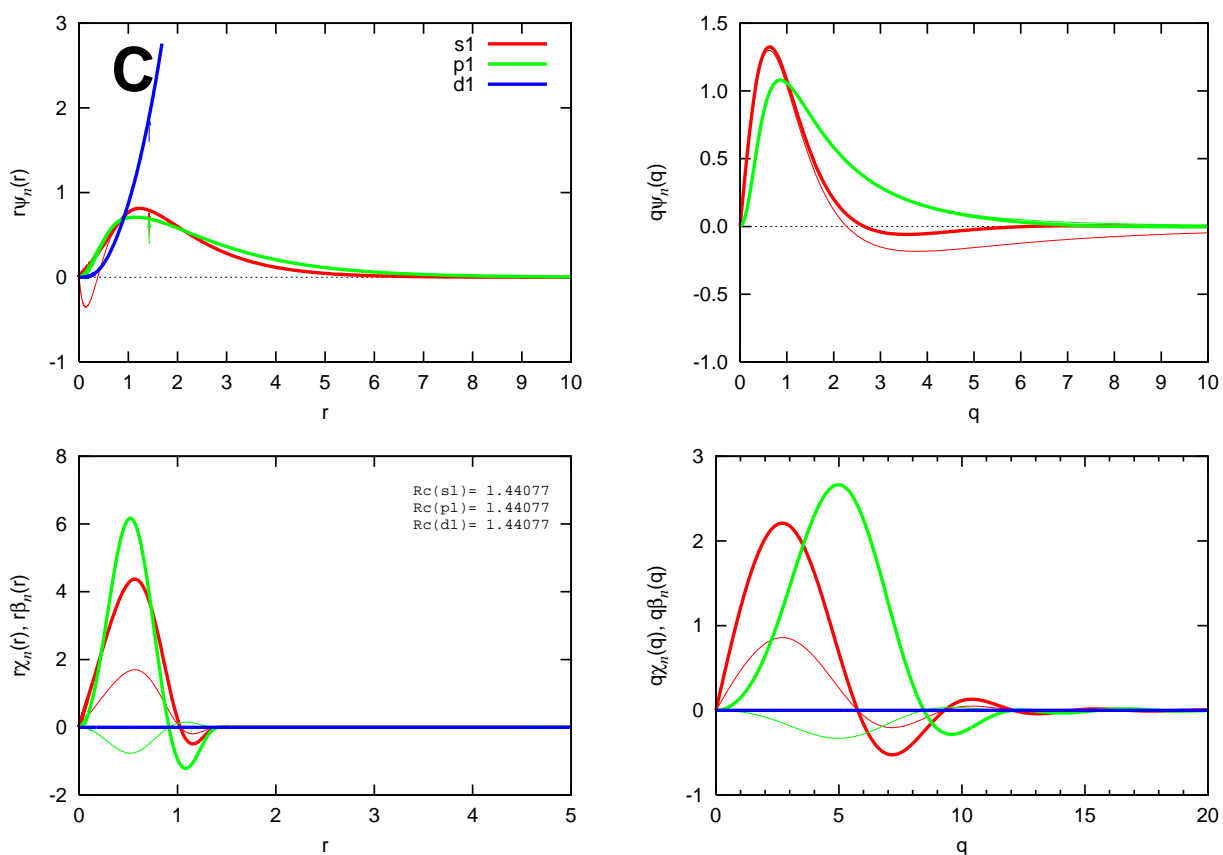 3
2
1
0
-1
C
s1
p1
d1
rψn(r)
0 1 2 3 4 5 6 7 8 9 10
r
1.5
1.0
0.5
0.0
-0.5
-1.0
qψn(q)
0 1 2 3 4 5 6 7 8 9 10
q
8
6
4
2
0
-2
Rc(s1)= 1.44077
Rc(p1)= 1.44077
Rc(d1)= 1.44077
rχn(r), rβn(r)
0 1 2 3 4 5
r
3
2
1
0
-1
qχn(q), qβn(q)
0 5 10 15 20
q